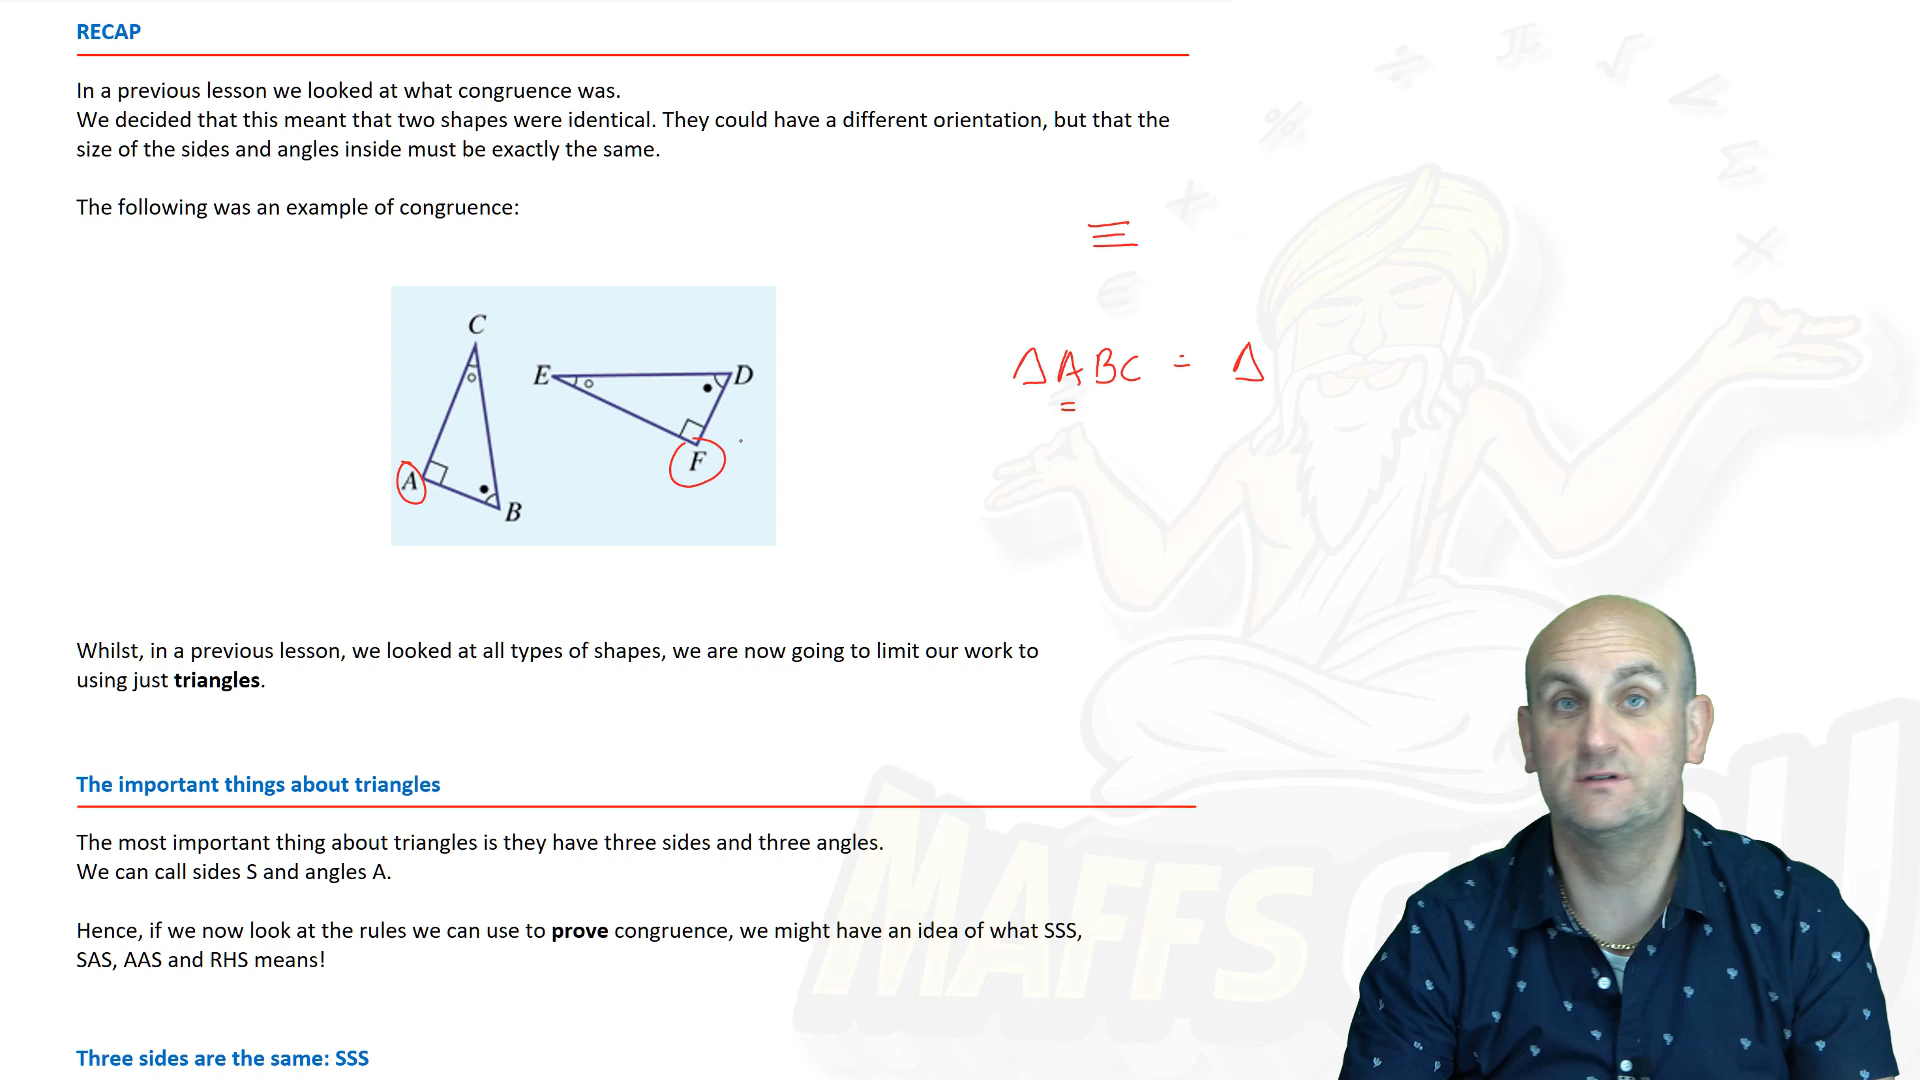 RECAP
In a previous lesson we looked at what congruence was.
We decided that this meant that two shapes were identical. They could have a different orientation, but that the
size of the sides and angles inside must be exactly the same.
The following was an example of congruence:
≡
C
E
D
A
F
B
Δ ABC = Δ
=
Whilst, in a previous lesson, we looked at all types of shapes, we are now going to limit our work to
using just triangles.
The important things about triangles
The most important thing about triangles is they have three sides and three angles.
We can call sides S and angles A.
Hence, if we now look at the rules we can use to prove congruence, we might have an idea of what SSS,
SAS, AAS and RHS means!
Three sides are the same: SSS
÷ π √ < % Σ + × €
MAFFS